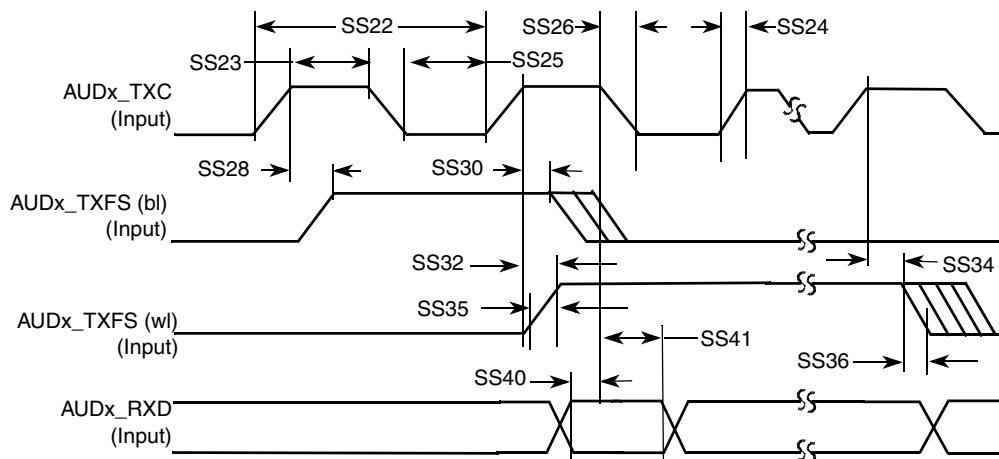 SS22
SS26
SS24
SS23
SS25
AUDx_TXC
(Input)
SS28
SS30
AUDx_TXFS (bl)
(Input)
SS32
SS34
SS35
AUDx_TXFS (wl)
(Input)
SS41
SS36
SS40
AUDx_RXD
(Input)